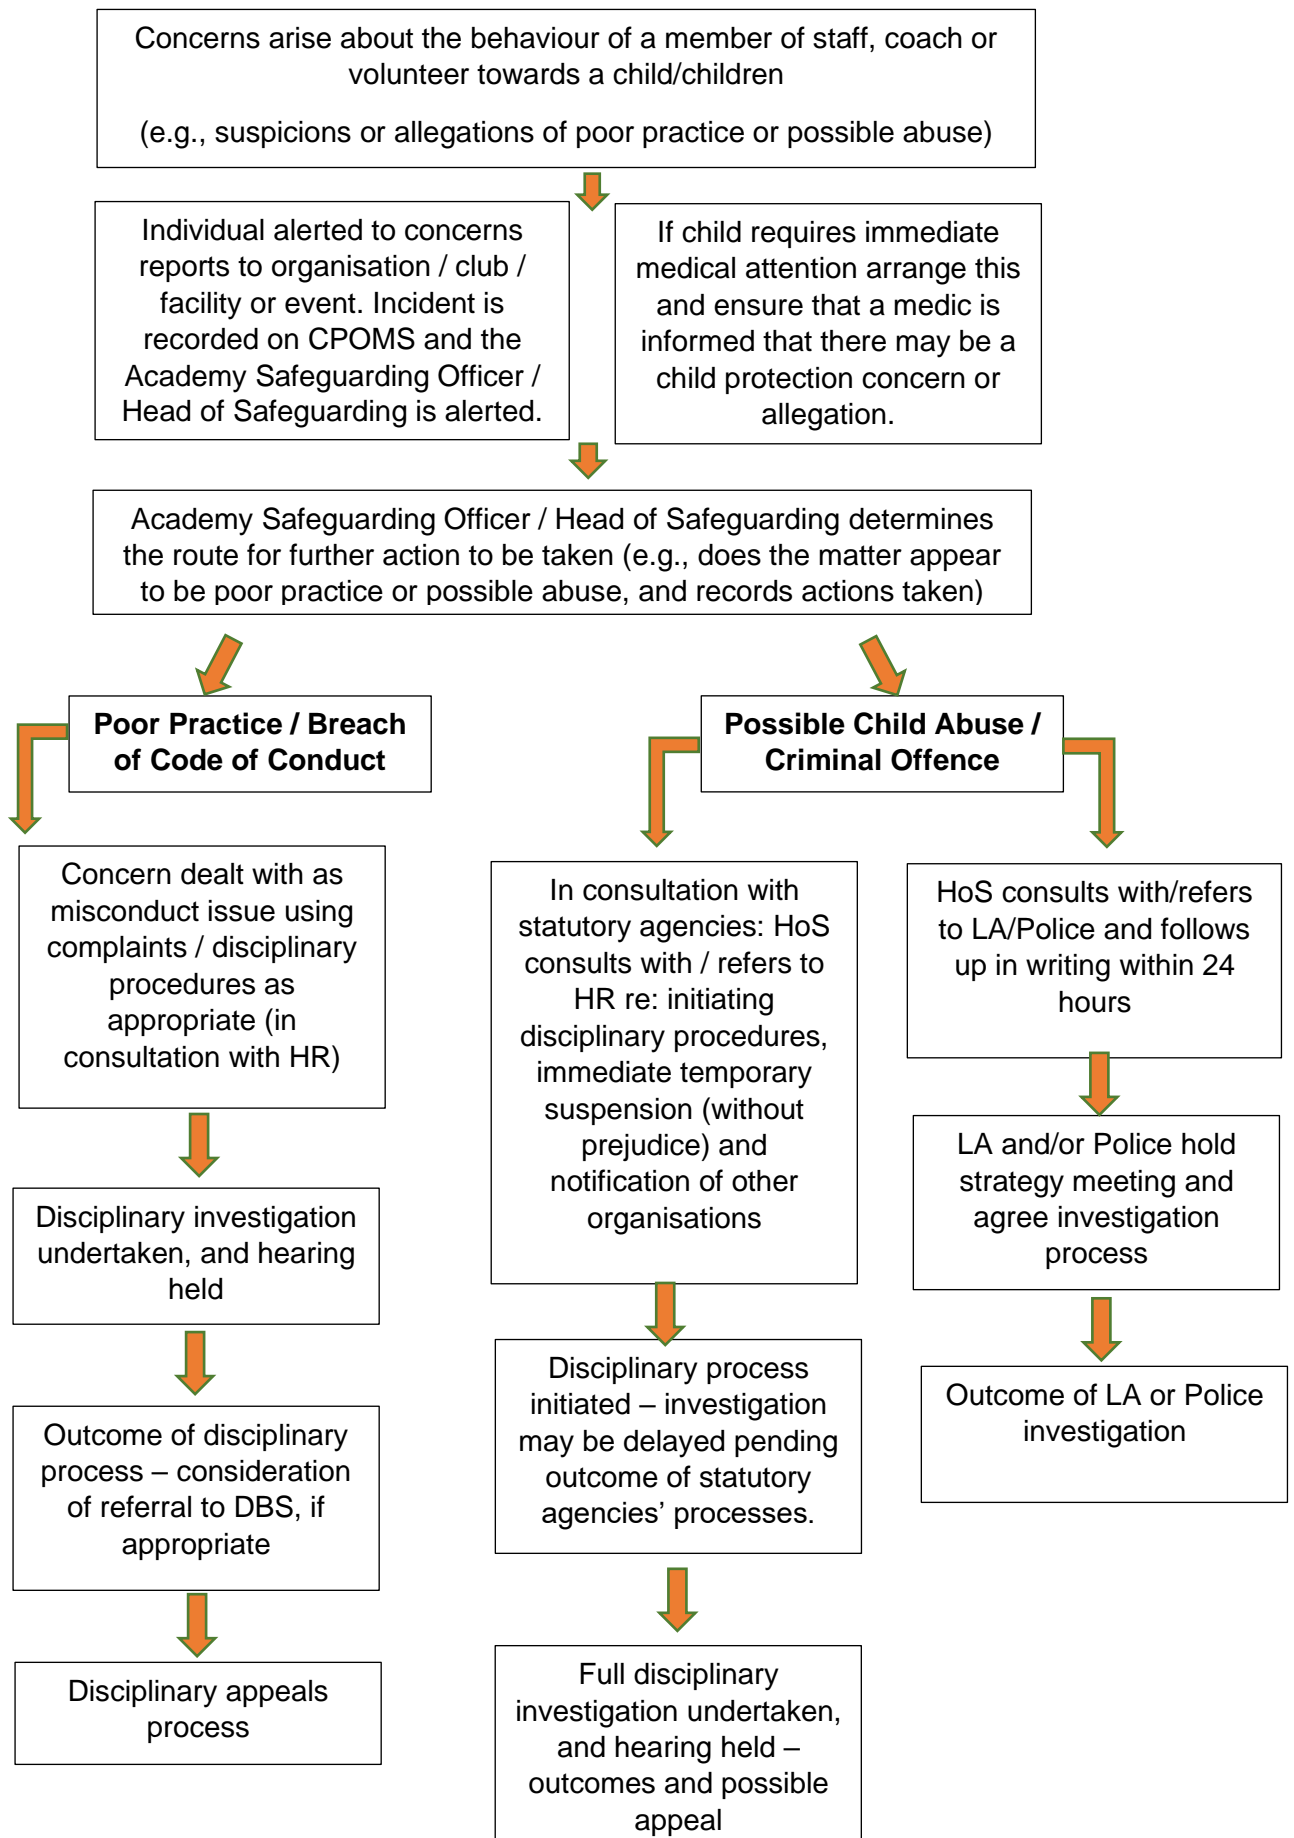 Concerns arise about the behaviour of a member of staff, coach or
volunteer towards a child/children
(e.g., suspicions or allegations of poor practice or possible abuse)
Individual alerted to concerns
reports to organisation / club /
facility or event. Incident is
recorded on CPOMS and the
Academy Safeguarding Officer /
Head of Safeguarding is alerted.
If child requires immediate
medical attention arrange this
and ensure that a medic is
informed that there may be a
child protection concern or
allegation.
Academy Safeguarding Officer / Head of Safeguarding determines
the route for further action to be taken (e.g., does the matter appear
to be poor practice or possible abuse, and records actions taken)
Poor Practice / Breach
of Code of Conduct
Possible Child Abuse /
Criminal Offence
Concern dealt with as
misconduct issue using
complaints / disciplinary
procedures as
appropriate (in
consultation with HR)
Disciplinary investigation
undertaken, and hearing
held
Outcome of disciplinary
process – consideration
of referral to DBS, if
appropriate
Disciplinary appeals
process
In consultation with
statutory agencies: HoS
consults with / refers to
HR re: initiating
disciplinary procedures,
immediate temporary
suspension (without
prejudice) and
notification of other
organisations
Disciplinary process
initiated – investigation
may be delayed pending
outcome of statutory
agencies’ processes.
Full disciplinary
investigation undertaken,
and hearing held –
outcomes and possible
appeal
HoS consults with/refers
to LA/Police and follows
up in writing within 24
hours
LA and/or Police hold
strategy meeting and
agree investigation
process
Outcome of LA or Police
investigation